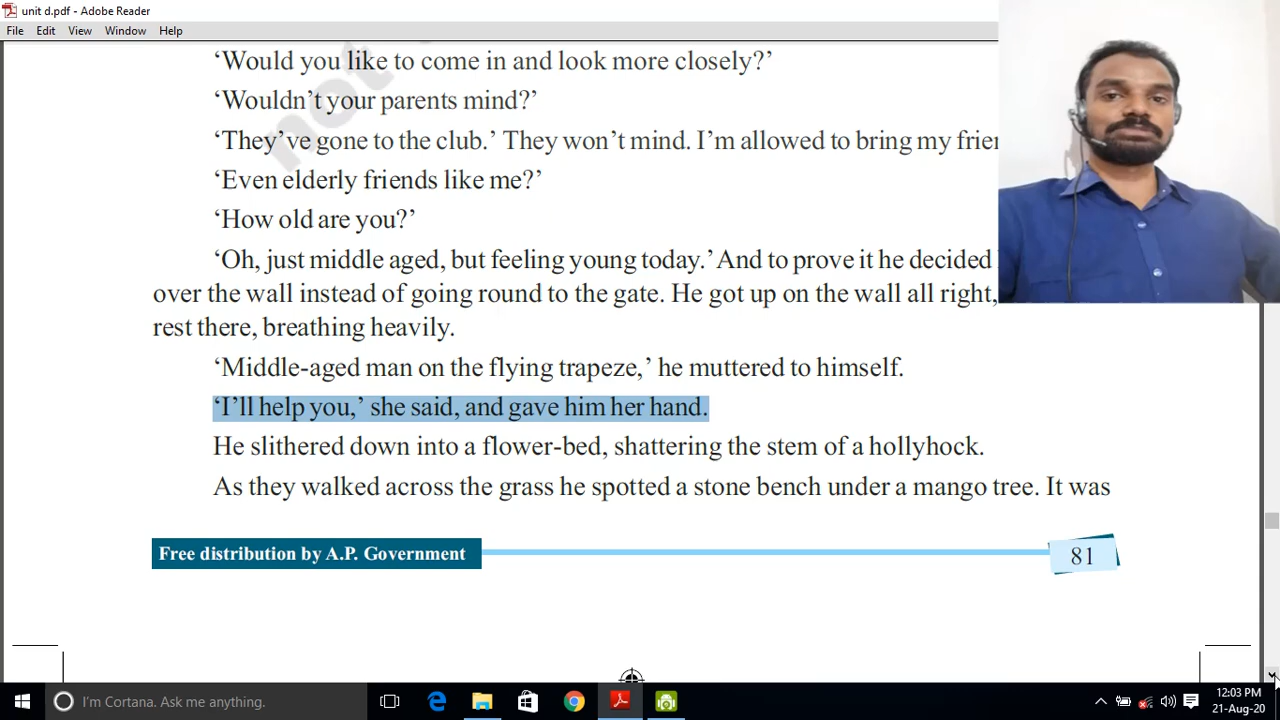 unit d.pdf - Adobe Reader
File Edit View Window Help
not
‘Would you like to come in and look more closely?’
‘Wouldn’t your parents mind?’
‘They’ve gone to the club.’ They won’t mind. I’m allowed to bring my
‘Even elderly friends like me?’
‘How old are you?’
‘Oh, just middle aged, but feeling young today.’ And to prove it he decided
over the wall instead of going round to the gate. He got up on the wall all right,
rest there, breathing heavily.
‘Middle-aged man on the flying trapeze,’ he muttered to himself.
‘I’ll help you,’ she said, and gave him her hand.
He slithered down into a flower-bed, shattering the stem of a hollyhock.
As they walked across the grass he spotted a stone bench under a mango tree. It was
Free distribution by A.P. Government 81
I'm Cortana. Ask me anything.
12:03 PM
21-Aug-20